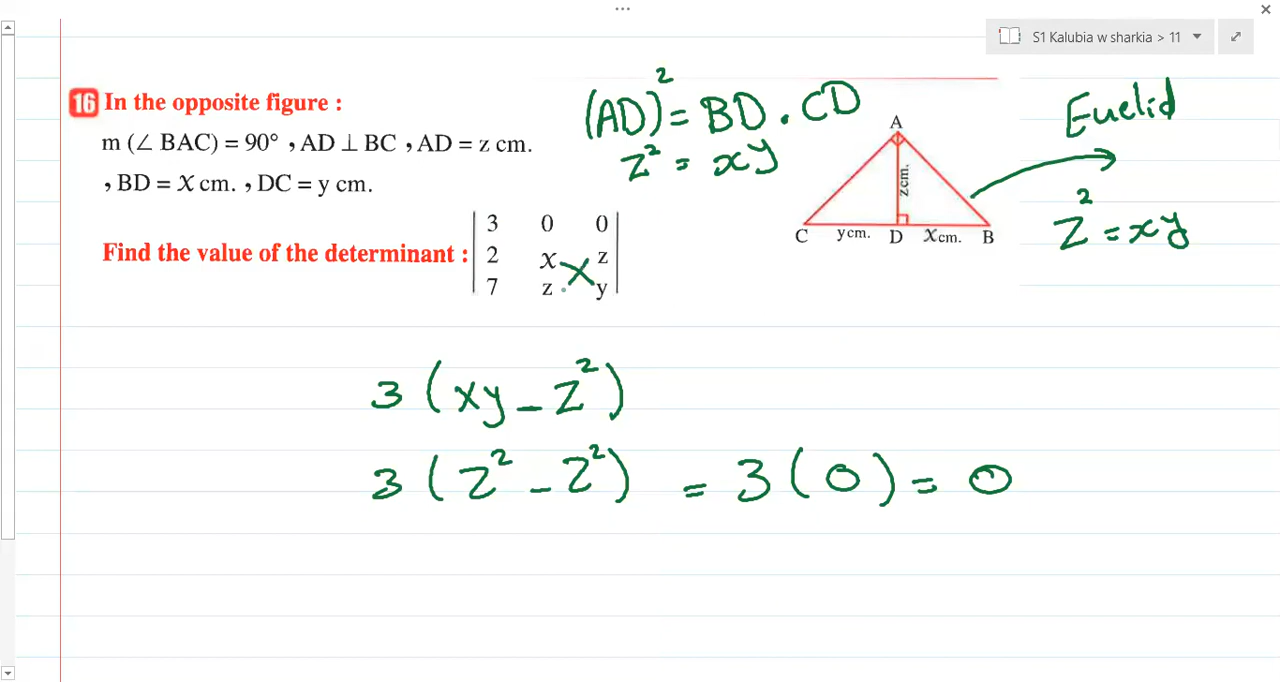 S1 Kalubia w sharkia > 11
16 In the opposite figure :
m (∠ BAC) = 90° , AD ⊥ BC , AD = z cm.
, BD = X cm. , DC = y cm.
Find the value of the determinant :
3 0 0
2 X z
7 z y
(AD)² = BD . CD
z² = xy
A
z cm.
C y cm. D X cm. B
Euclid
z² = xy
3 ( xy - z² )
3 ( z² - z² ) = 3 ( 0 ) = 0